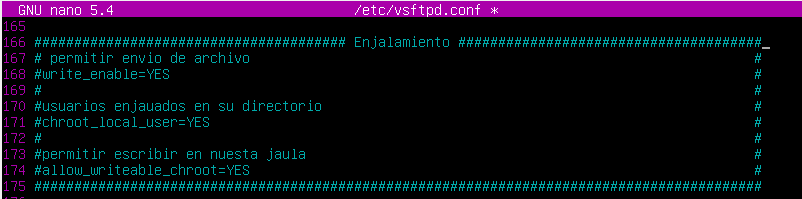 GNU nano 5.4 /etc/vsftpd.conf *
165
166 ####################################### Enjalamiento ######################################
167 # permitir envio de archivo #
168 #write_enable=YES #
169 # #
170 #usuarios enjauados en su directorio #
171 #chroot_local_user=YES #
172 # #
173 #permitir escribir en nuesta jaula #
174 #allow_writeable_chroot=YES #
175 ###########################################################################################